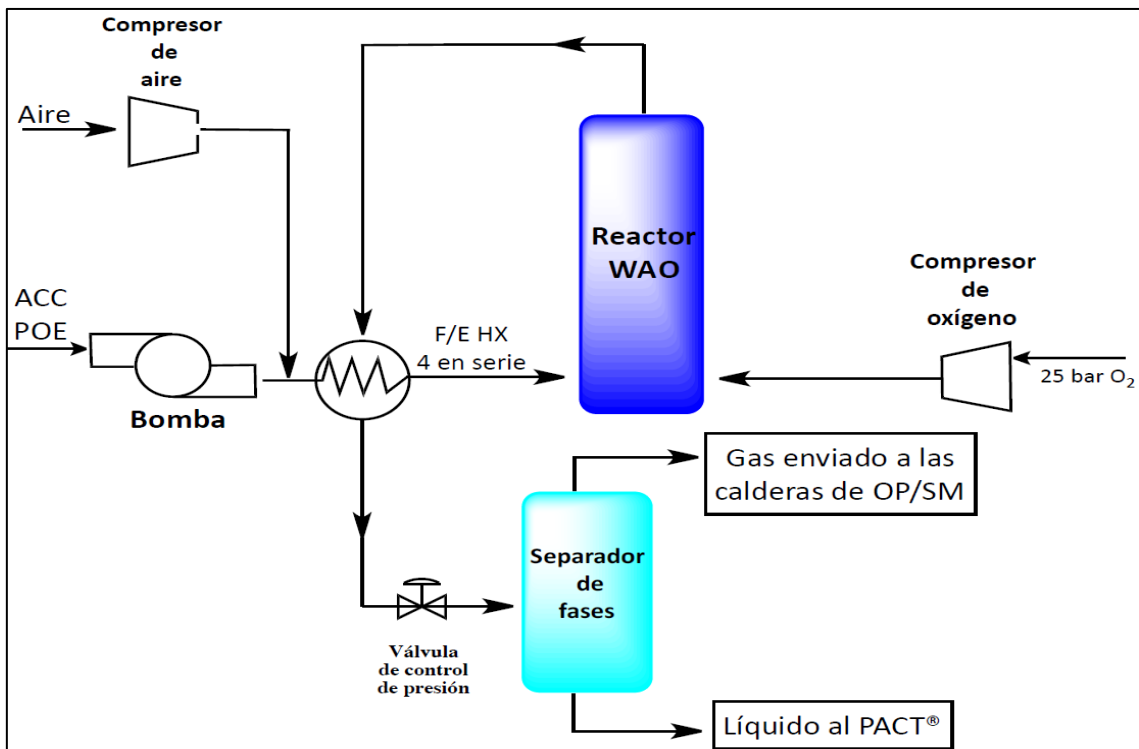 Compresor
de
aire
Aire
ACC
POE
Bomba
F/E HX
4 en serie
Reactor
WAO
Compresor
de
oxígeno
25 bar O₂
Gas enviado a las
calderas de OP/SM
Separador
de
fases
Válvula
de control
de presión
Líquido al PACT®